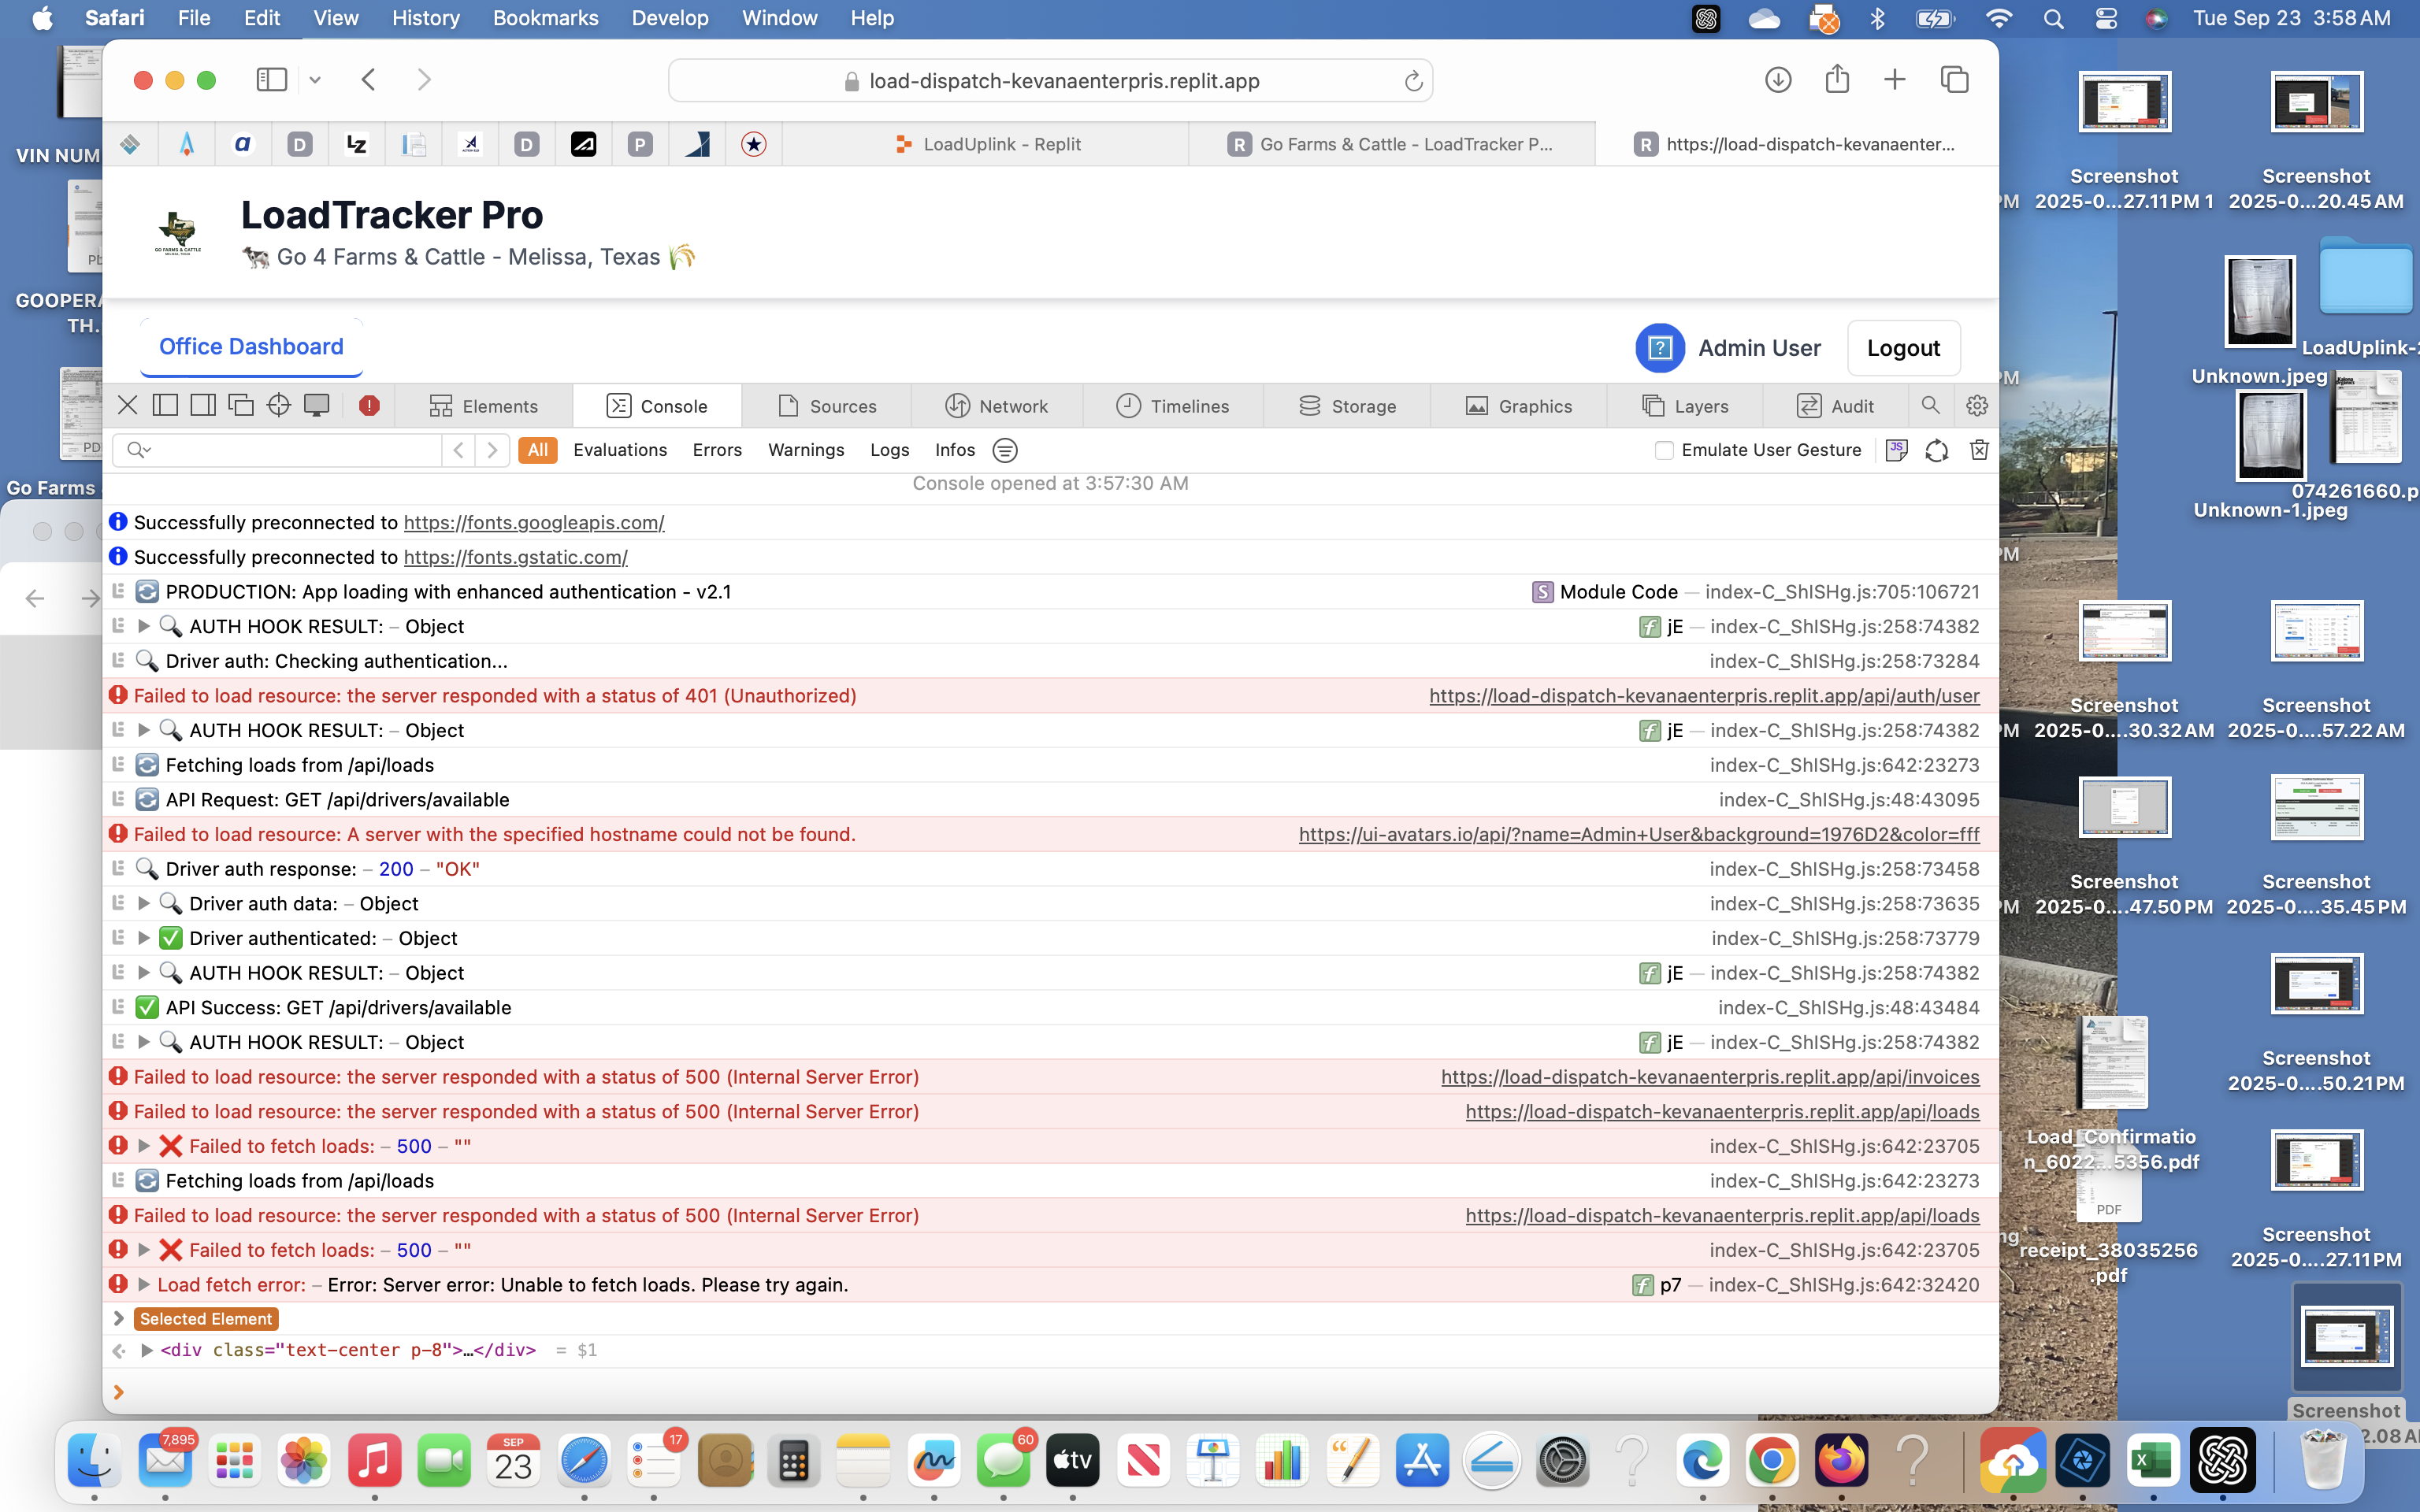 Safari File Edit View History Bookmarks Develop Window Help Tue Sep 23 3:58 AM
load-dispatch-kevanaenterpris.replit.app
LoadUplink - Replit
Go Farms & Cattle - LoadTracker P...
https://load-dispatch-kevanaenter...
LoadTracker Pro
Go 4 Farms & Cattle - Melissa, Texas
GO FARMS & CATTLE
MELISSA, TEXAS
Office Dashboard
Admin User
Logout
Elements Console Sources Network Timelines Storage Graphics Layers Audit
All Evaluations Errors Warnings Logs Infos Emulate User Gesture
Console opened at 3:57:30 AM
Successfully preconnected to https://fonts.googleapis.com/
Successfully preconnected to https://fonts.gstatic.com/
PRODUCTION: App loading with enhanced authentication - v2.1 S Module Code — index-C_ShISHg.js:705:106721
AUTH HOOK RESULT: – Object f jE — index-C_ShISHg.js:258:74382
Driver auth: Checking authentication... index-C_ShISHg.js:258:73284
Failed to load resource: the server responded with a status of 401 (Unauthorized) https://load-dispatch-kevanaenterpris.replit.app/api/auth/user
AUTH HOOK RESULT: – Object f jE — index-C_ShISHg.js:258:74382
Fetching loads from /api/loads index-C_ShISHg.js:642:23273
API Request: GET /api/drivers/available index-C_ShISHg.js:48:43095
Failed to load resource: A server with the specified hostname could not be found. https://ui-avatars.io/api/?name=Admin+User&background=1976D2&color=fff
Driver auth response: – 200 – "OK" index-C_ShISHg.js:258:73458
Driver auth data: – Object index-C_ShISHg.js:258:73635
Driver authenticated: – Object index-C_ShISHg.js:258:73779
AUTH HOOK RESULT: – Object f jE — index-C_ShISHg.js:258:74382
API Success: GET /api/drivers/available index-C_ShISHg.js:48:43484
AUTH HOOK RESULT: – Object f jE — index-C_ShISHg.js:258:74382
Failed to load resource: the server responded with a status of 500 (Internal Server Error) https://load-dispatch-kevanaenterpris.replit.app/api/invoices
Failed to load resource: the server responded with a status of 500 (Internal Server Error) https://load-dispatch-kevanaenterpris.replit.app/api/loads
Failed to fetch loads: – 500 – "" index-C_ShISHg.js:642:23705
Fetching loads from /api/loads index-C_ShISHg.js:642:23273
Failed to load resource: the server responded with a status of 500 (Internal Server Error) https://load-dispatch-kevanaenterpris.replit.app/api/loads
Failed to fetch loads: – 500 – "" index-C_ShISHg.js:642:23705
Load fetch error: – Error: Server error: Unable to fetch loads. Please try again. f p7 — index-C_ShISHg.js:642:32420
Selected Element
<div class="text-center p-8">…</div> = $1
VIN NUM
GOOPERA
TH.
Go Farms
Screenshot
2025-0...27.11 PM 1
Screenshot
2025-0...20.45 AM
LoadUplink-
Unknown.jpeg
074261660.p
Unknown-1.jpeg
Screenshot
2025-0....30.32 AM
Screenshot
2025-0....57.22 AM
Screenshot
2025-0....47.50 PM
Screenshot
2025-0....35.45 PM
Screenshot
2025-0....50.21 PM
Load_Confirmatio
n_6022...5356.pdf
PDF
receipt_38035256
.pdf
Screenshot
2025-0....27.11 PM
Screenshot
7,895
SEP
23
17
60
tv